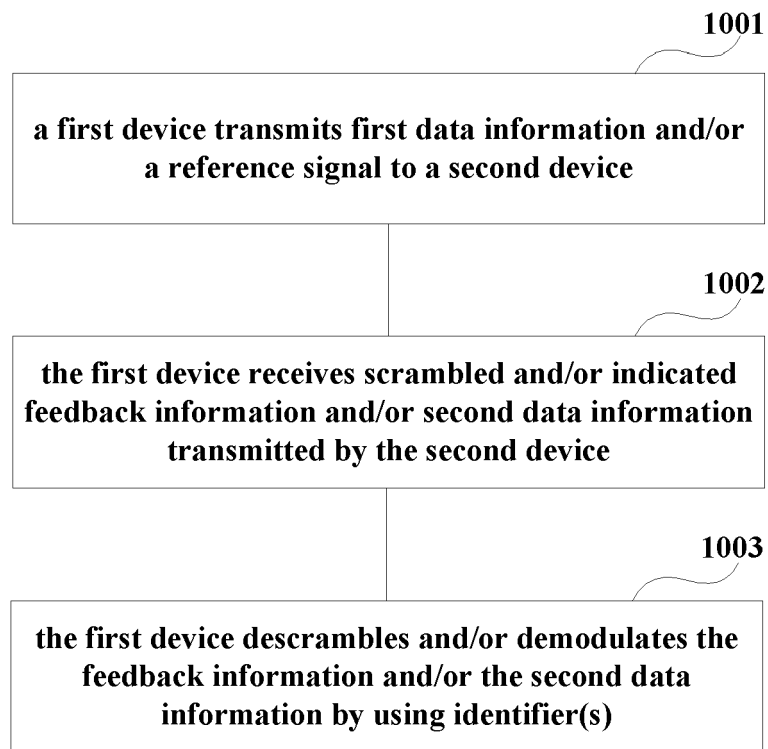 1001
a first device transmits first data information and/or
a reference signal to a second device
1002
the first device receives scrambled and/or indicated
feedback information and/or second data information
transmitted by the second device
1003
the first device descrambles and/or demodulates the
feedback information and/or the second data
information by using identifier(s)